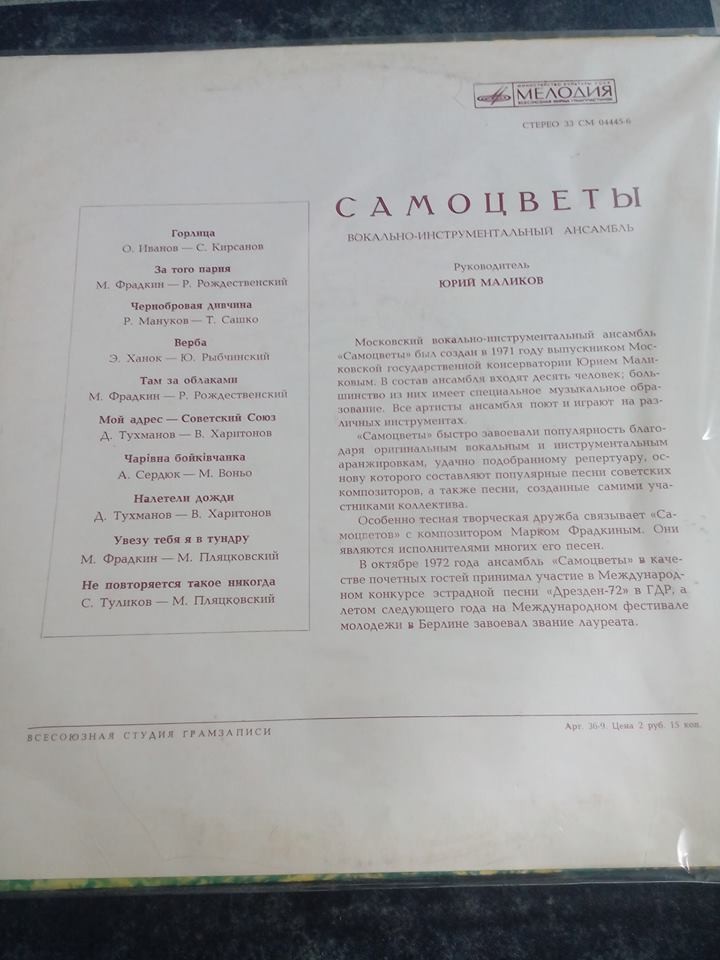 МИНИСТЕРСТВО КУЛЬТУРЫ СССР
МЕЛОДИЯ
ВСЕСОЮЗНАЯ ФИРМА ГРАМПЛАСТИНОК
СТЕРЕО 33 СМ 04445-6
САМОЦВЕТЫ
ВОКАЛЬНО-ИНСТРУМЕНТАЛЬНЫЙ АНСАМБЛЬ
Руководитель
ЮРИЙ МАЛИКОВ
Горлица
О. Иванов — С. Кирсанов
За того парня
М. Фрадкин — Р. Рождественский
Чернобровая дивчина
Р. Мануков — Т. Сашко
Верба
Э. Ханок — Ю. Рыбчинский
Там за облаками
М. Фрадкин — Р. Рождественский
Мой адрес — Советский Союз
Д. Тухманов — В. Харитонов
Чарівна бойківчанка
А. Сердюк — М. Воньо
Налетели дожди
Д. Тухманов — В. Харитонов
Увезу тебя я в тундру
М. Фрадкин — М. Пляцковский
Не повторяется такое никогда
С. Туликов — М. Пляцковский
Московский вокально-инструментальный ансамбль
«Самоцветы» был создан в 1971 году выпускником Мос-
ковской государственной консерватории Юрием Мали-
ковым. В состав ансамбля входят десять человек; боль-
шинство из них имеет специальное музыкальное обра-
зование. Все артисты ансамбля поют и играют на раз-
личных инструментах.
«Самоцветы» быстро завоевали популярность благо-
даря оригинальным вокальным и инструментальным
аранжировкам, удачно подобранному репертуару, ос-
нову которого составляют популярные песни советских
композиторов, а также песни, созданные самими уча-
стниками коллектива.
Особенно тесная творческая дружба связывает «Са-
моцветов» с композитором Марком Фрадкиным. Они
являются исполнителями многих его песен.
В октябре 1972 года ансамбль «Самоцветы» в каче-
стве почетных гостей принимал участие в Международ-
ном конкурсе эстрадной песни «Дрезден-72» в ГДР, а
летом следующего года на Международном фестивале
молодежи в Берлине завоевал звание лауреата.
ВСЕСОЮЗНАЯ СТУДИЯ ГРАМЗАПИСИ
Арт. 36-9. Цена 2 руб. 15 коп.